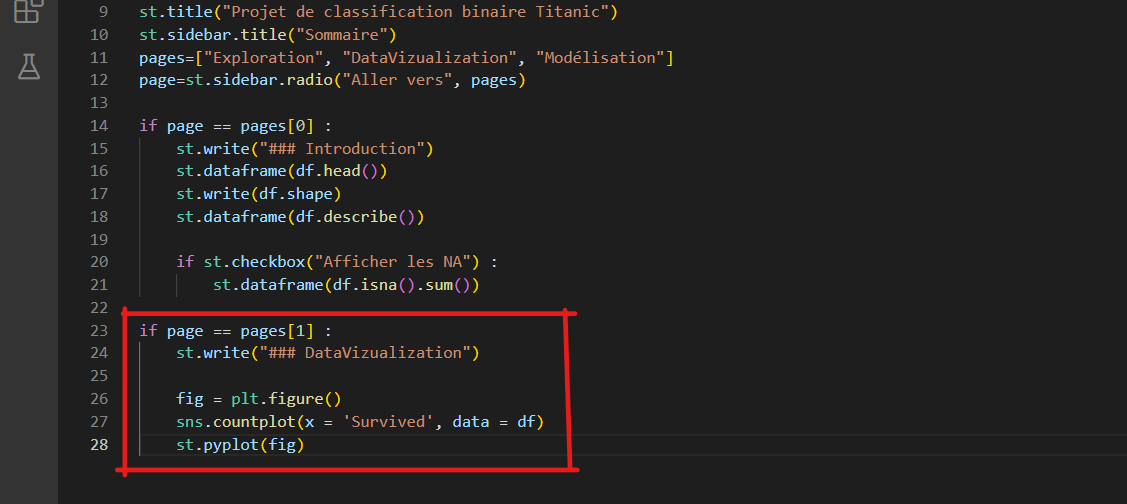 9 st.title("Projet de classification binaire Titanic")
10 st.sidebar.title("Sommaire")
11 pages=["Exploration", "DataVizualization", "Modélisation"]
12 page=st.sidebar.radio("Aller vers", pages)
13
14 if page == pages[0] :
15     st.write("### Introduction")
16     st.dataframe(df.head())
17     st.write(df.shape)
18     st.dataframe(df.describe())
19
20     if st.checkbox("Afficher les NA") :
21         st.dataframe(df.isna().sum())
22
23 if page == pages[1] :
24     st.write("### DataVizualization")
25
26     fig = plt.figure()
27     sns.countplot(x = 'Survived', data = df)
28     st.pyplot(fig)